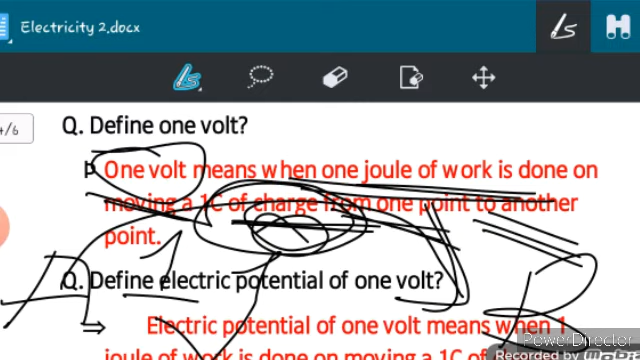 Electricity 2.docx
4/6
Q. Define one volt?
One volt means when one joule of work is done on
moving a 1C of charge from one point to another
point.
Q. Define electric potential of one volt?
⇒ Electric potential of one volt means when 1
joule of work is done on moving a 1C of
PowerDirector